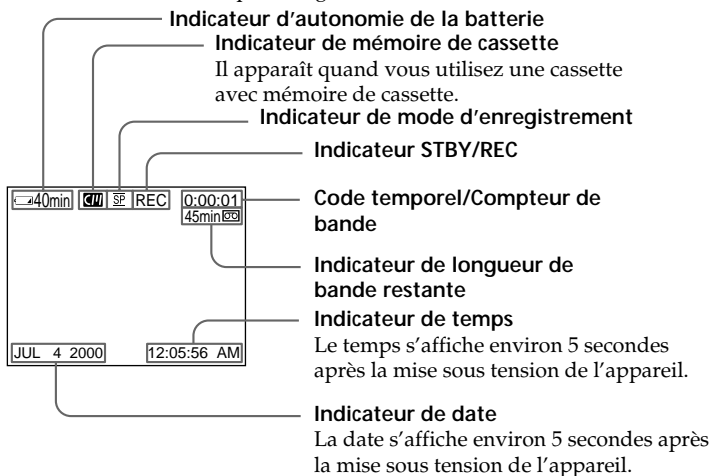 Indicateur d'autonomie de la batterie
Indicateur de mémoire de cassette
Il apparaît quand vous utilisez une cassette
avec mémoire de cassette.
Indicateur de mode d'enregistrement
Indicateur STBY/REC
40min CM SP REC 0:00:01
45min
Code temporel/Compteur de
bande
Indicateur de longueur de
bande restante
Indicateur de temps
Le temps s'affiche environ 5 secondes
après la mise sous tension de l'appareil.
JUL 4 2000 12:05:56 AM
Indicateur de date
La date s'affiche environ 5 secondes après
la mise sous tension de l'appareil.